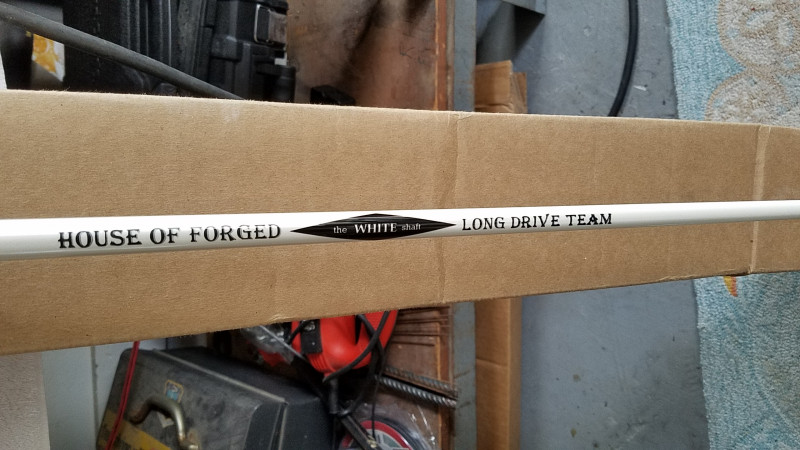 HOUSE OF FORGED the WHITE shaft LONG DRIVE TEAM